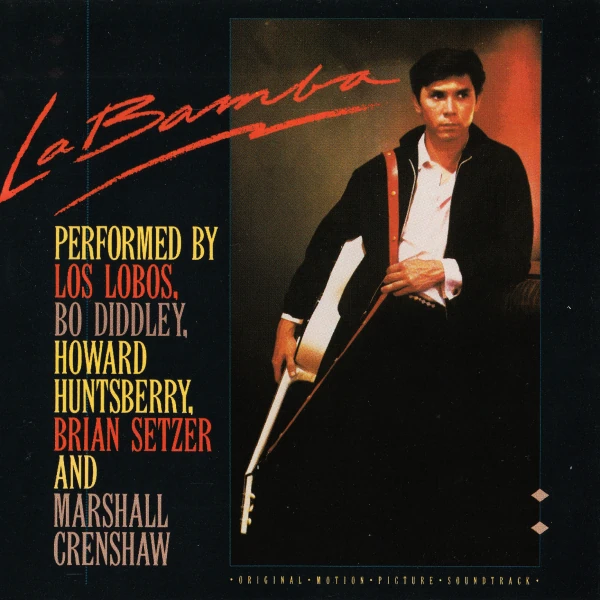 La Bamba
PERFORMED BY
LOS LOBOS,
BO DIDDLEY,
HOWARD
HUNTSBERRY,
BRIAN SETZER
AND
MARSHALL
CRENSHAW
·ORIGINAL·MOTION·PICTURE·SOUNDTRACK·